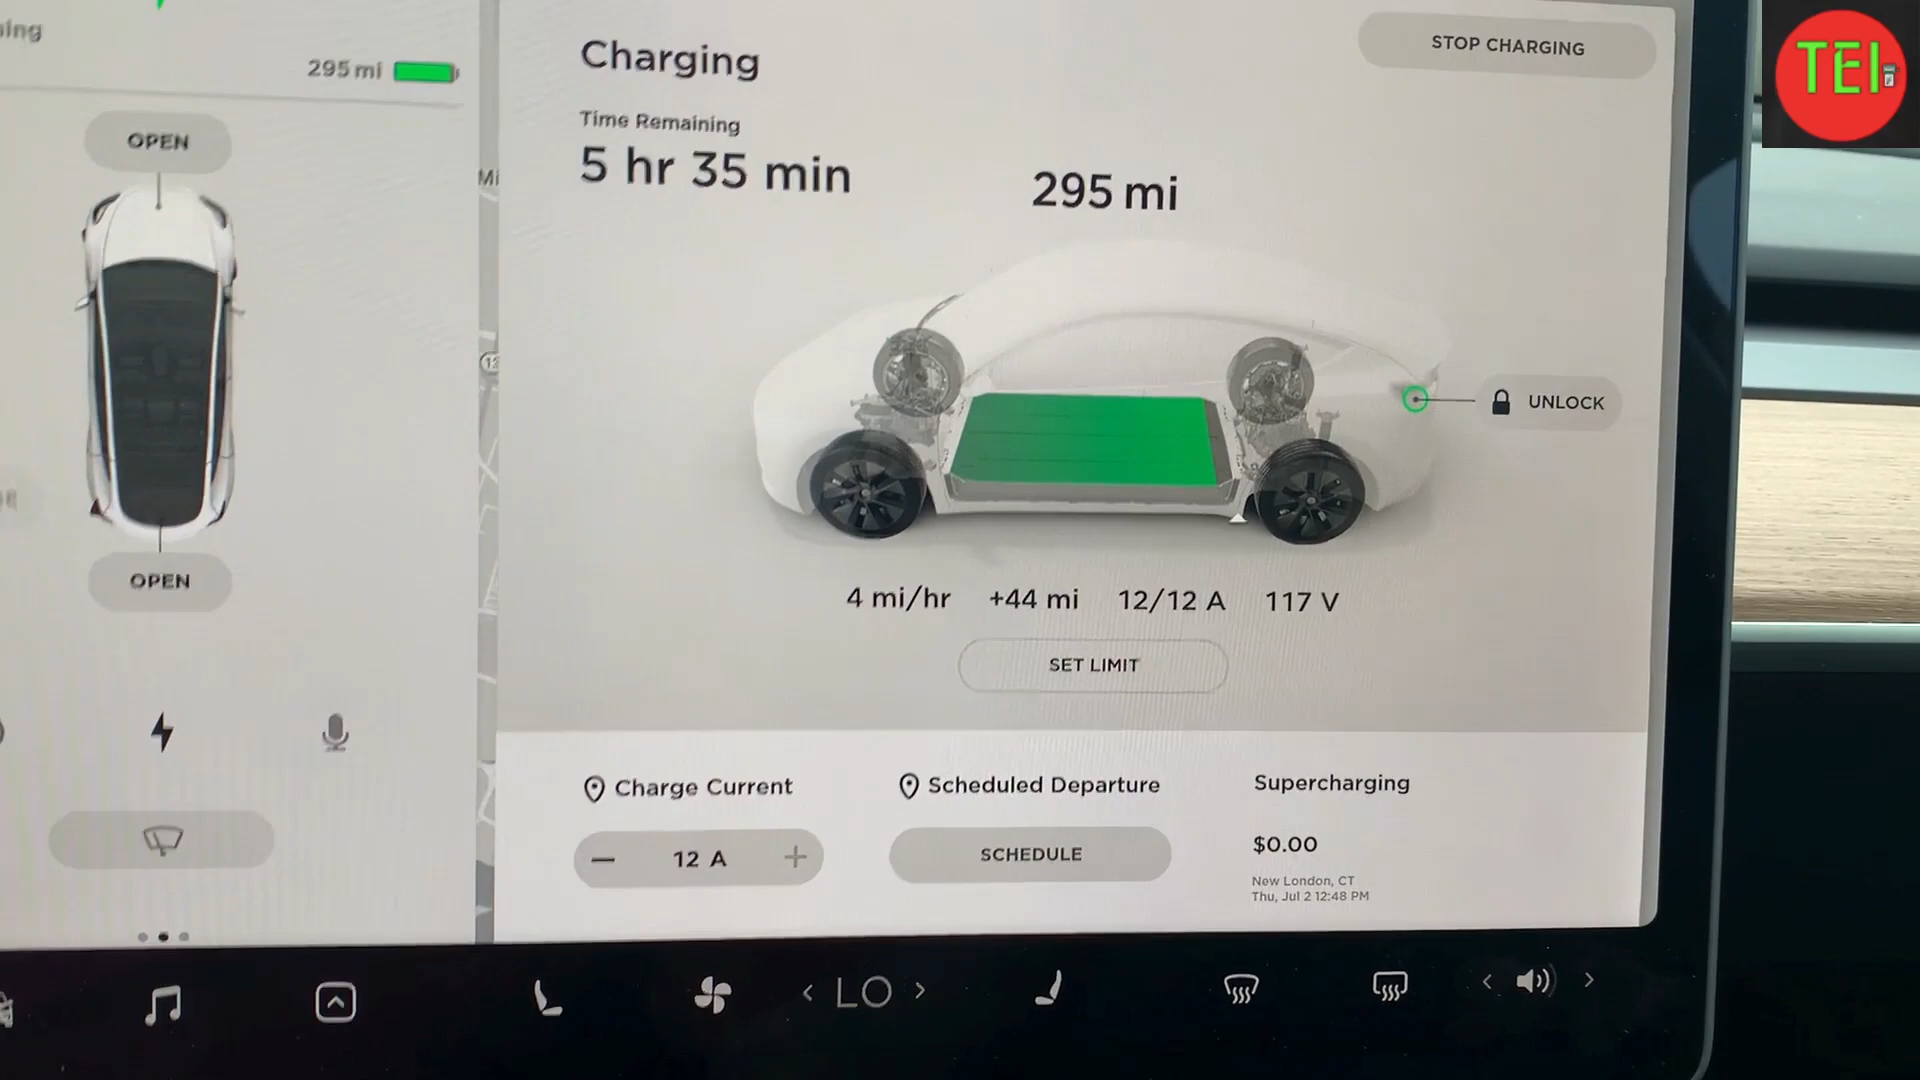 295 mi
OPEN
OPEN
Charging
STOP CHARGING
Time Remaining
5 hr 35 min
295 mi
UNLOCK
4 mi/hr +44 mi 12/12 A 117 V
SET LIMIT
Charge Current
12 A
Scheduled Departure
SCHEDULE
Supercharging
$0.00
New London, CT
Thu, Jul 2 12:48 PM
LO
TEI